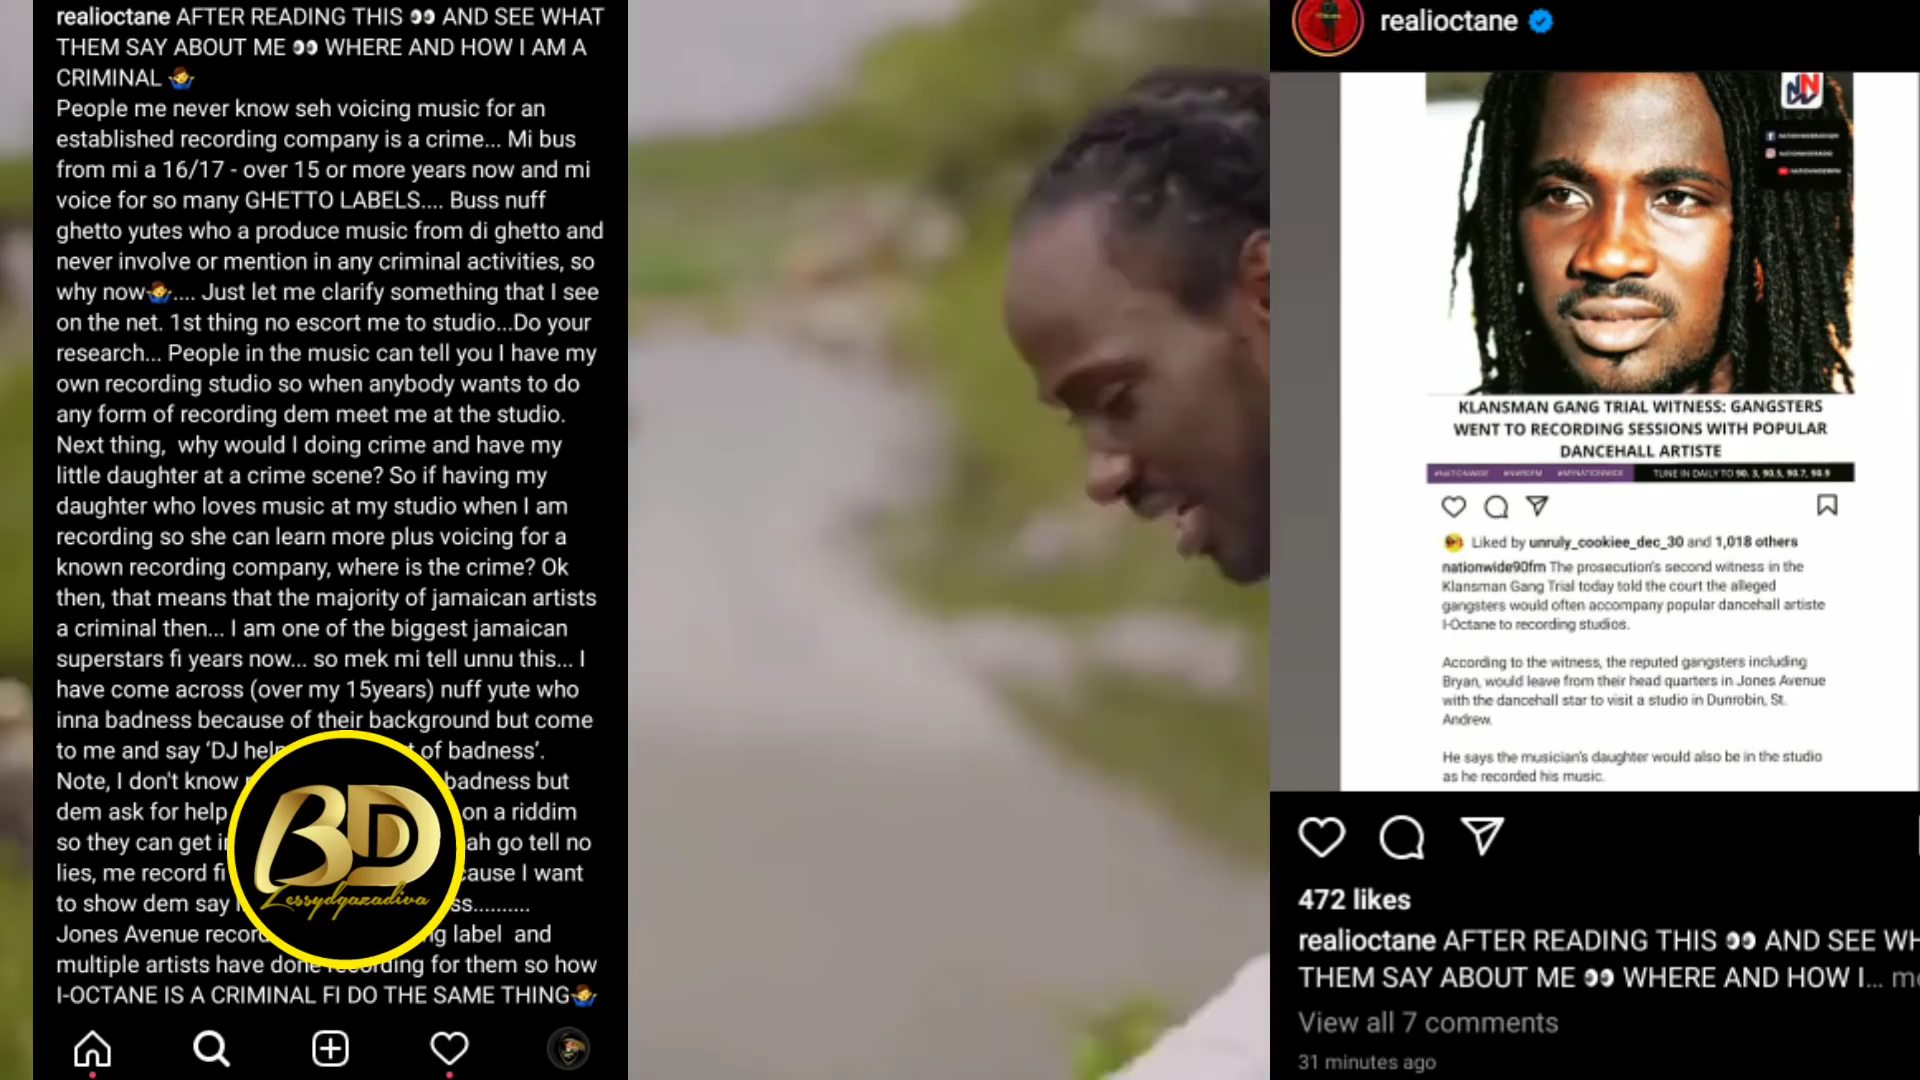 realioctane AFTER READING THIS 👀 AND SEE WHAT
THEM SAY ABOUT ME 👀 WHERE AND HOW I AM A
CRIMINAL 🤷‍♂️
People me never know seh voicing music for an
established recording company is a crime... Mi bus
from mi a 16/17 - over 15 or more years now and mi
voice for so many GHETTO LABELS.... Buss nuff
ghetto yutes who a produce music from di ghetto and
never involve or mention in any criminal activities, so
why now🤷‍♂️.... Just let me clarify something that I see
on the net. 1st thing no escort me to studio...Do your
research... People in the music can tell you I have my
own recording studio so when anybody wants to do
any form of recording dem meet me at the studio.
Next thing,  why would I doing crime and have my
little daughter at a crime scene? So if having my
daughter who loves music at my studio when I am
recording so she can learn more plus voicing for a
known recording company, where is the crime? Ok
then, that means that the majority of jamaican artists
a criminal then... I am one of the biggest jamaican
superstars fi years now... so mek mi tell unnu this... I
have come across (over my 15years) nuff yute who
inna badness because of their background but come
to me and say ‘DJ of badness’.
Note, I don't know badness but
dem ask for help on a riddim
so they can get go tell no
lies, me record I want
to show dem say
Jones Avenue label  and
multiple artists have done recording for them so how
I-OCTANE IS A CRIMINAL FI DO THE SAME THING🤷‍♂️
BD
Lessydgazadiva
realioctane
KLANSMAN GANG TRIAL WITNESS: GANGSTERS
WENT TO RECORDING SESSIONS WITH POPULAR
DANCEHALL ARTISTE
TUNE IN DAILY TO 90. 3, 90.5, 90.7, 90.9
Liked by unruly_cookiee_dec_30 and 1,018 others
nationwide90fm The prosecution's second witness in the
Klansman Gang Trial today told the court the alleged
gangsters would often accompany popular dancehall artiste
I-Octane to recording studios.
According to the witness, the reputed gangsters including
Bryan, would leave from their head quarters in Jones Avenue
with the dancehall star to visit a studio in Dunrobin, St.
Andrew.
He says the musician's daughter would also be in the studio
as he recorded his music.
472 likes
realioctane AFTER READING THIS 👀 AND SEE
THEM SAY ABOUT ME 👀 WHERE AND HOW I...
View all 7 comments
31 minutes ago